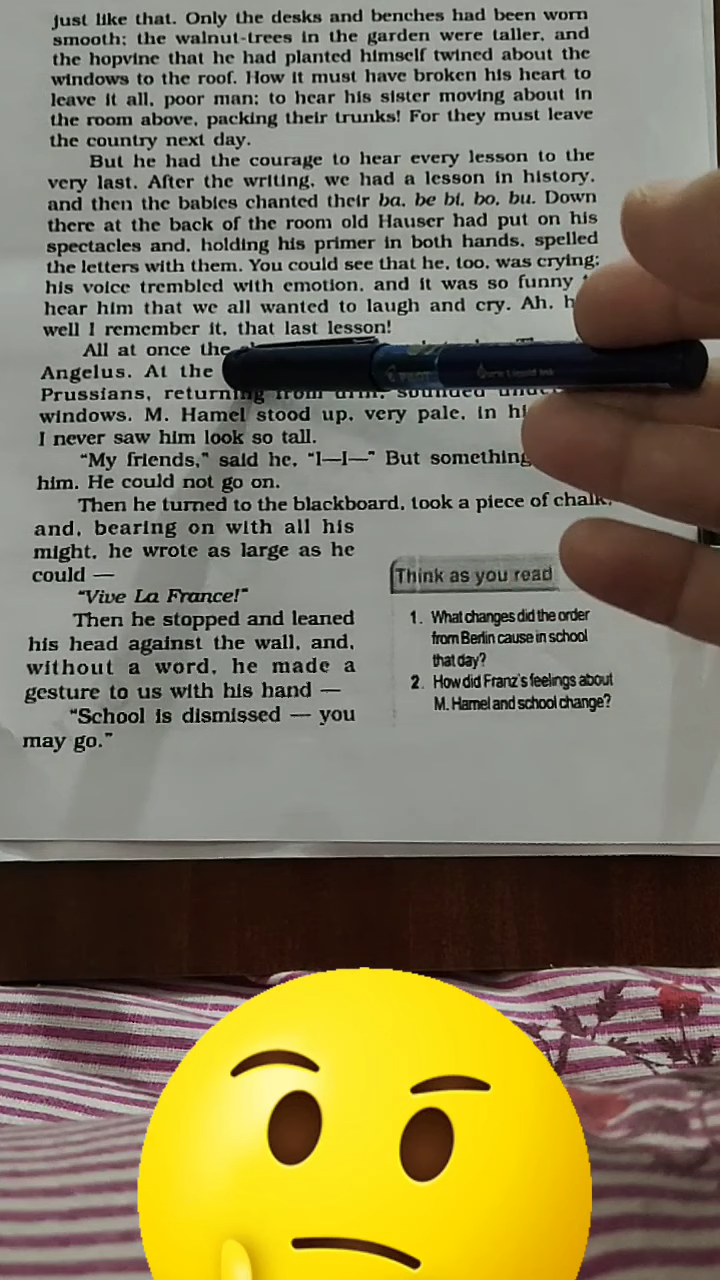 just like that. Only the desks and benches had been worn
smooth; the walnut-trees in the garden were taller, and
the hopvine that he had planted himself twined about the
windows to the roof. How it must have broken his heart to
leave it all, poor man; to hear his sister moving about in
the room above, packing their trunks! For they must leave
the country next day.
But he had the courage to hear every lesson to the
very last. After the writing, we had a lesson in history,
and then the babies chanted their ba, be bi, bo, bu. Down
there at the back of the room old Hauser had put on his
spectacles and, holding his primer in both hands, spelled
the letters with them. You could see that he, too, was crying;
his voice trembled with emotion, and it was so funny
hear him that we all wanted to laugh and cry. Ah,
well I remember it, that last lesson!
All at once the
Angelus. At the
Prussians, returning from drill, sounded
windows. M. Hamel stood up, very pale, in
I never saw him look so tall.
“My friends,” said he, “I—I—” But something
him. He could not go on.
Then he turned to the blackboard, took a piece of chalk,
and, bearing on with all his
might, he wrote as large as he
could —
“Vive La France!”
Then he stopped and leaned
his head against the wall, and,
without a word, he made a
gesture to us with his hand —
“School is dismissed — you
may go.”
Think as you read
1. What changes did the order
from Berlin cause in school
that day?
2. How did Franz's feelings about
M. Hamel and school change?
PILOT
Pure Liquid Ink